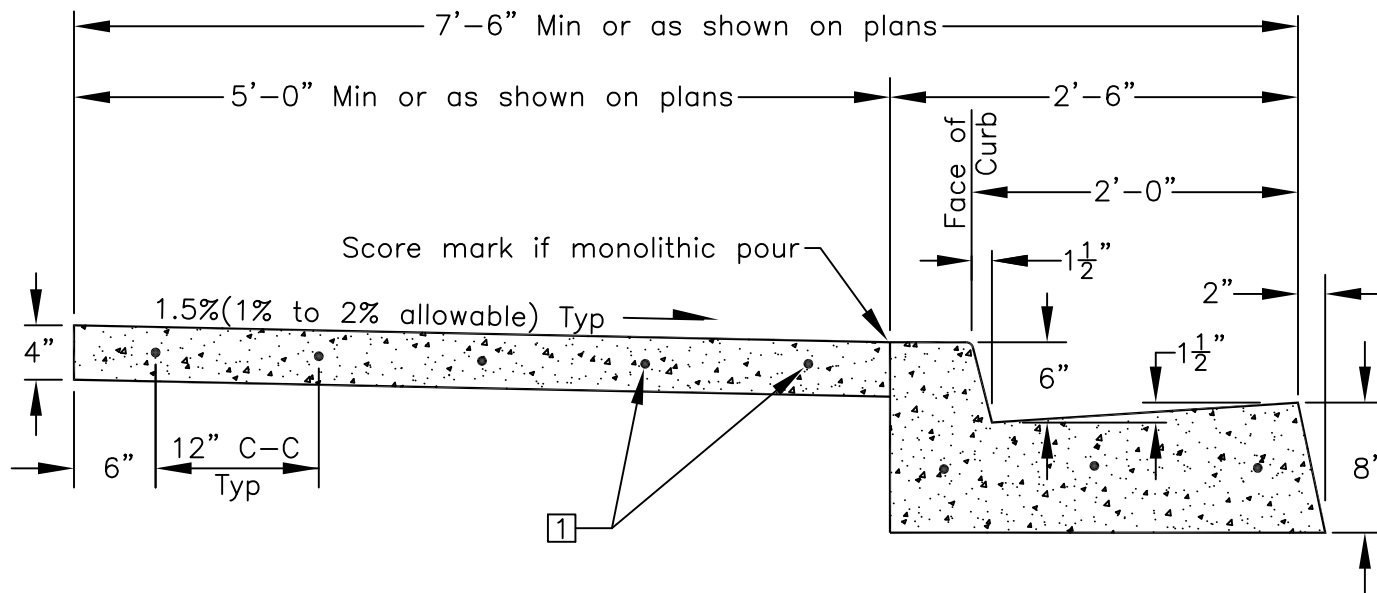 7'-6" Min or as shown on plans
5'-0" Min or as shown on plans
2'-6"
Face of
Curb
2'-0"
Score mark if monolithic pour
1½"
2"
1.5%(1% to 2% allowable) Typ
4"
1½"
6"
6"
12" C-C
Typ
8'
1